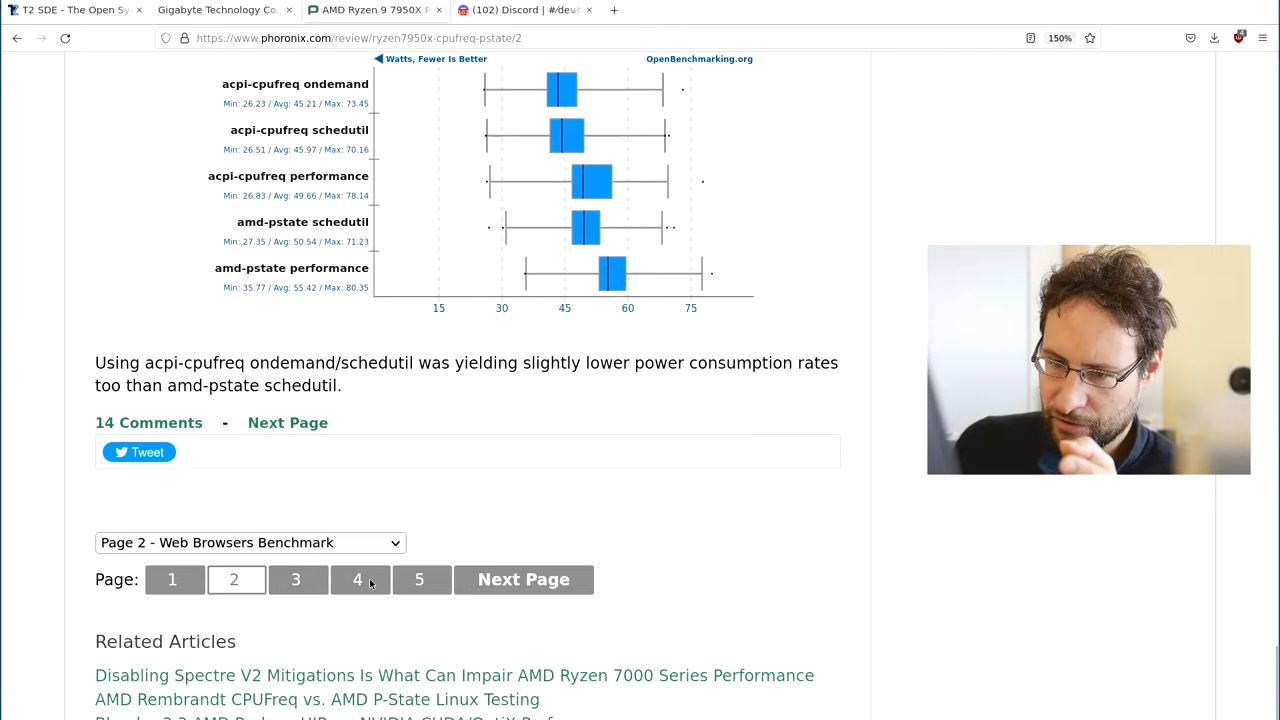 T2 SDE - The Open Sy
Gigabyte Technology Co.
AMD Ryzen 9 7950X P
(102) Discord | #/dev/
https://www.phoronix.com/review/ryzen7950x-cpufreq-pstate/2
150%
Watts, Fewer Is Better
OpenBenchmarking.org
acpi-cpufreq ondemand
Min: 26.23 / Avg: 45.21 / Max: 73.45
acpi-cpufreq schedutil
Min: 26.51 / Avg: 45.97 / Max: 70.16
acpi-cpufreq performance
Min: 26.83 / Avg: 49.66 / Max: 78.14
amd-pstate schedutil
Min: 27.35 / Avg: 50.54 / Max: 71.23
amd-pstate performance
Min: 35.77 / Avg: 55.42 / Max: 80.35
15 30 45 60 75
Using acpi-cpufreq ondemand/schedutil was yielding slightly lower power consumption rates
too than amd-pstate schedutil.
14 Comments - Next Page
Tweet
Page 2 - Web Browsers Benchmark
Page: 1 2 3 4 5 Next Page
Related Articles
Disabling Spectre V2 Mitigations Is What Can Impair AMD Ryzen 7000 Series Performance
AMD Rembrandt CPUFreq vs. AMD P-State Linux Testing